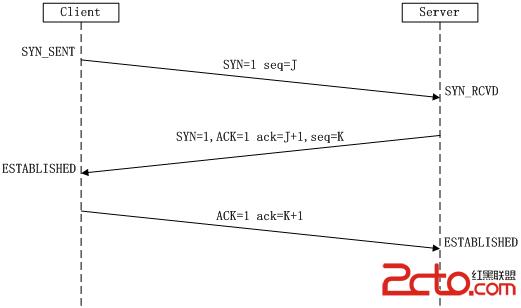 Client
Server
SYN_SENT
SYN=1 seq=J
SYN_RCVD
SYN=1,ACK=1 ack=J+1,seq=K
ESTABLISHED
ACK=1 ack=K+1
ESTABLISHED
2cto.com
红黑联盟